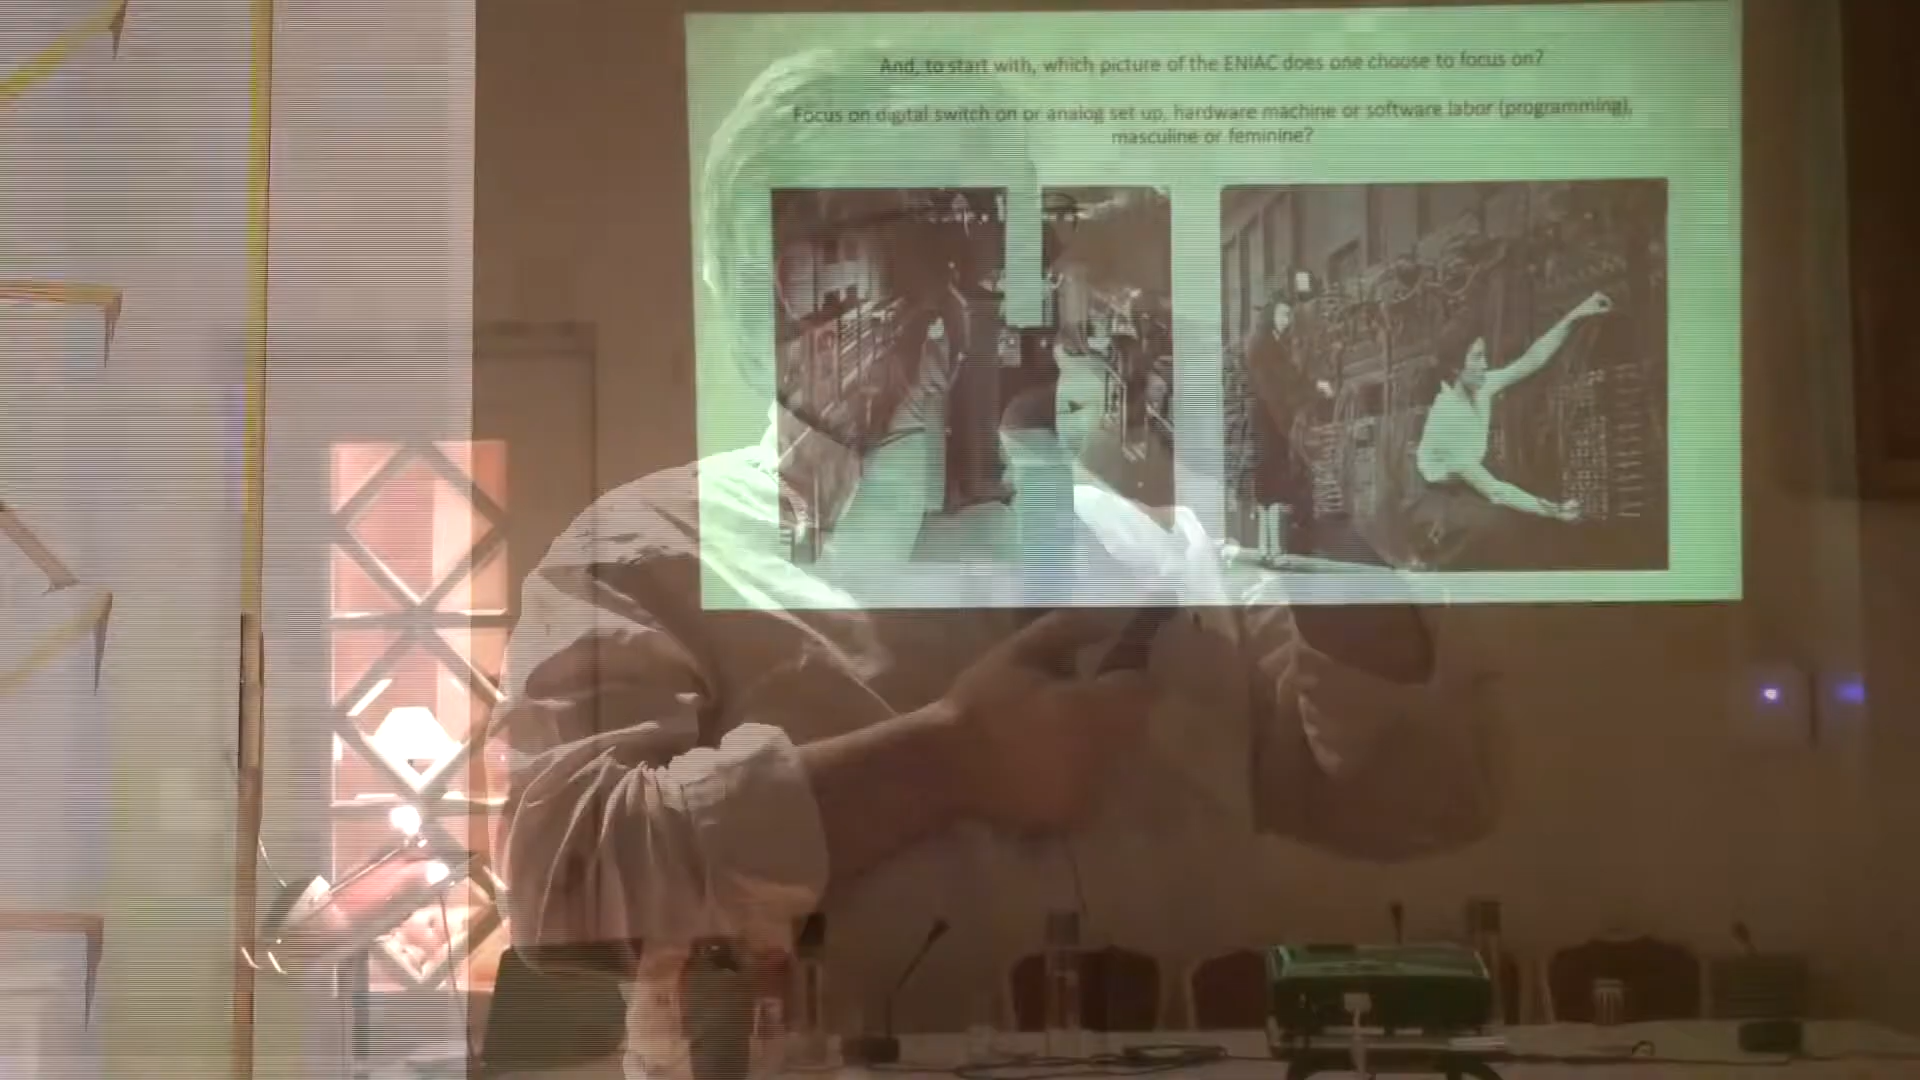 And, to start with, which picture of the ENIAC does one choose to focus on?
Focus on digital switch on or analog set up, hardware machine or software labor (programming),
masculine or feminine?